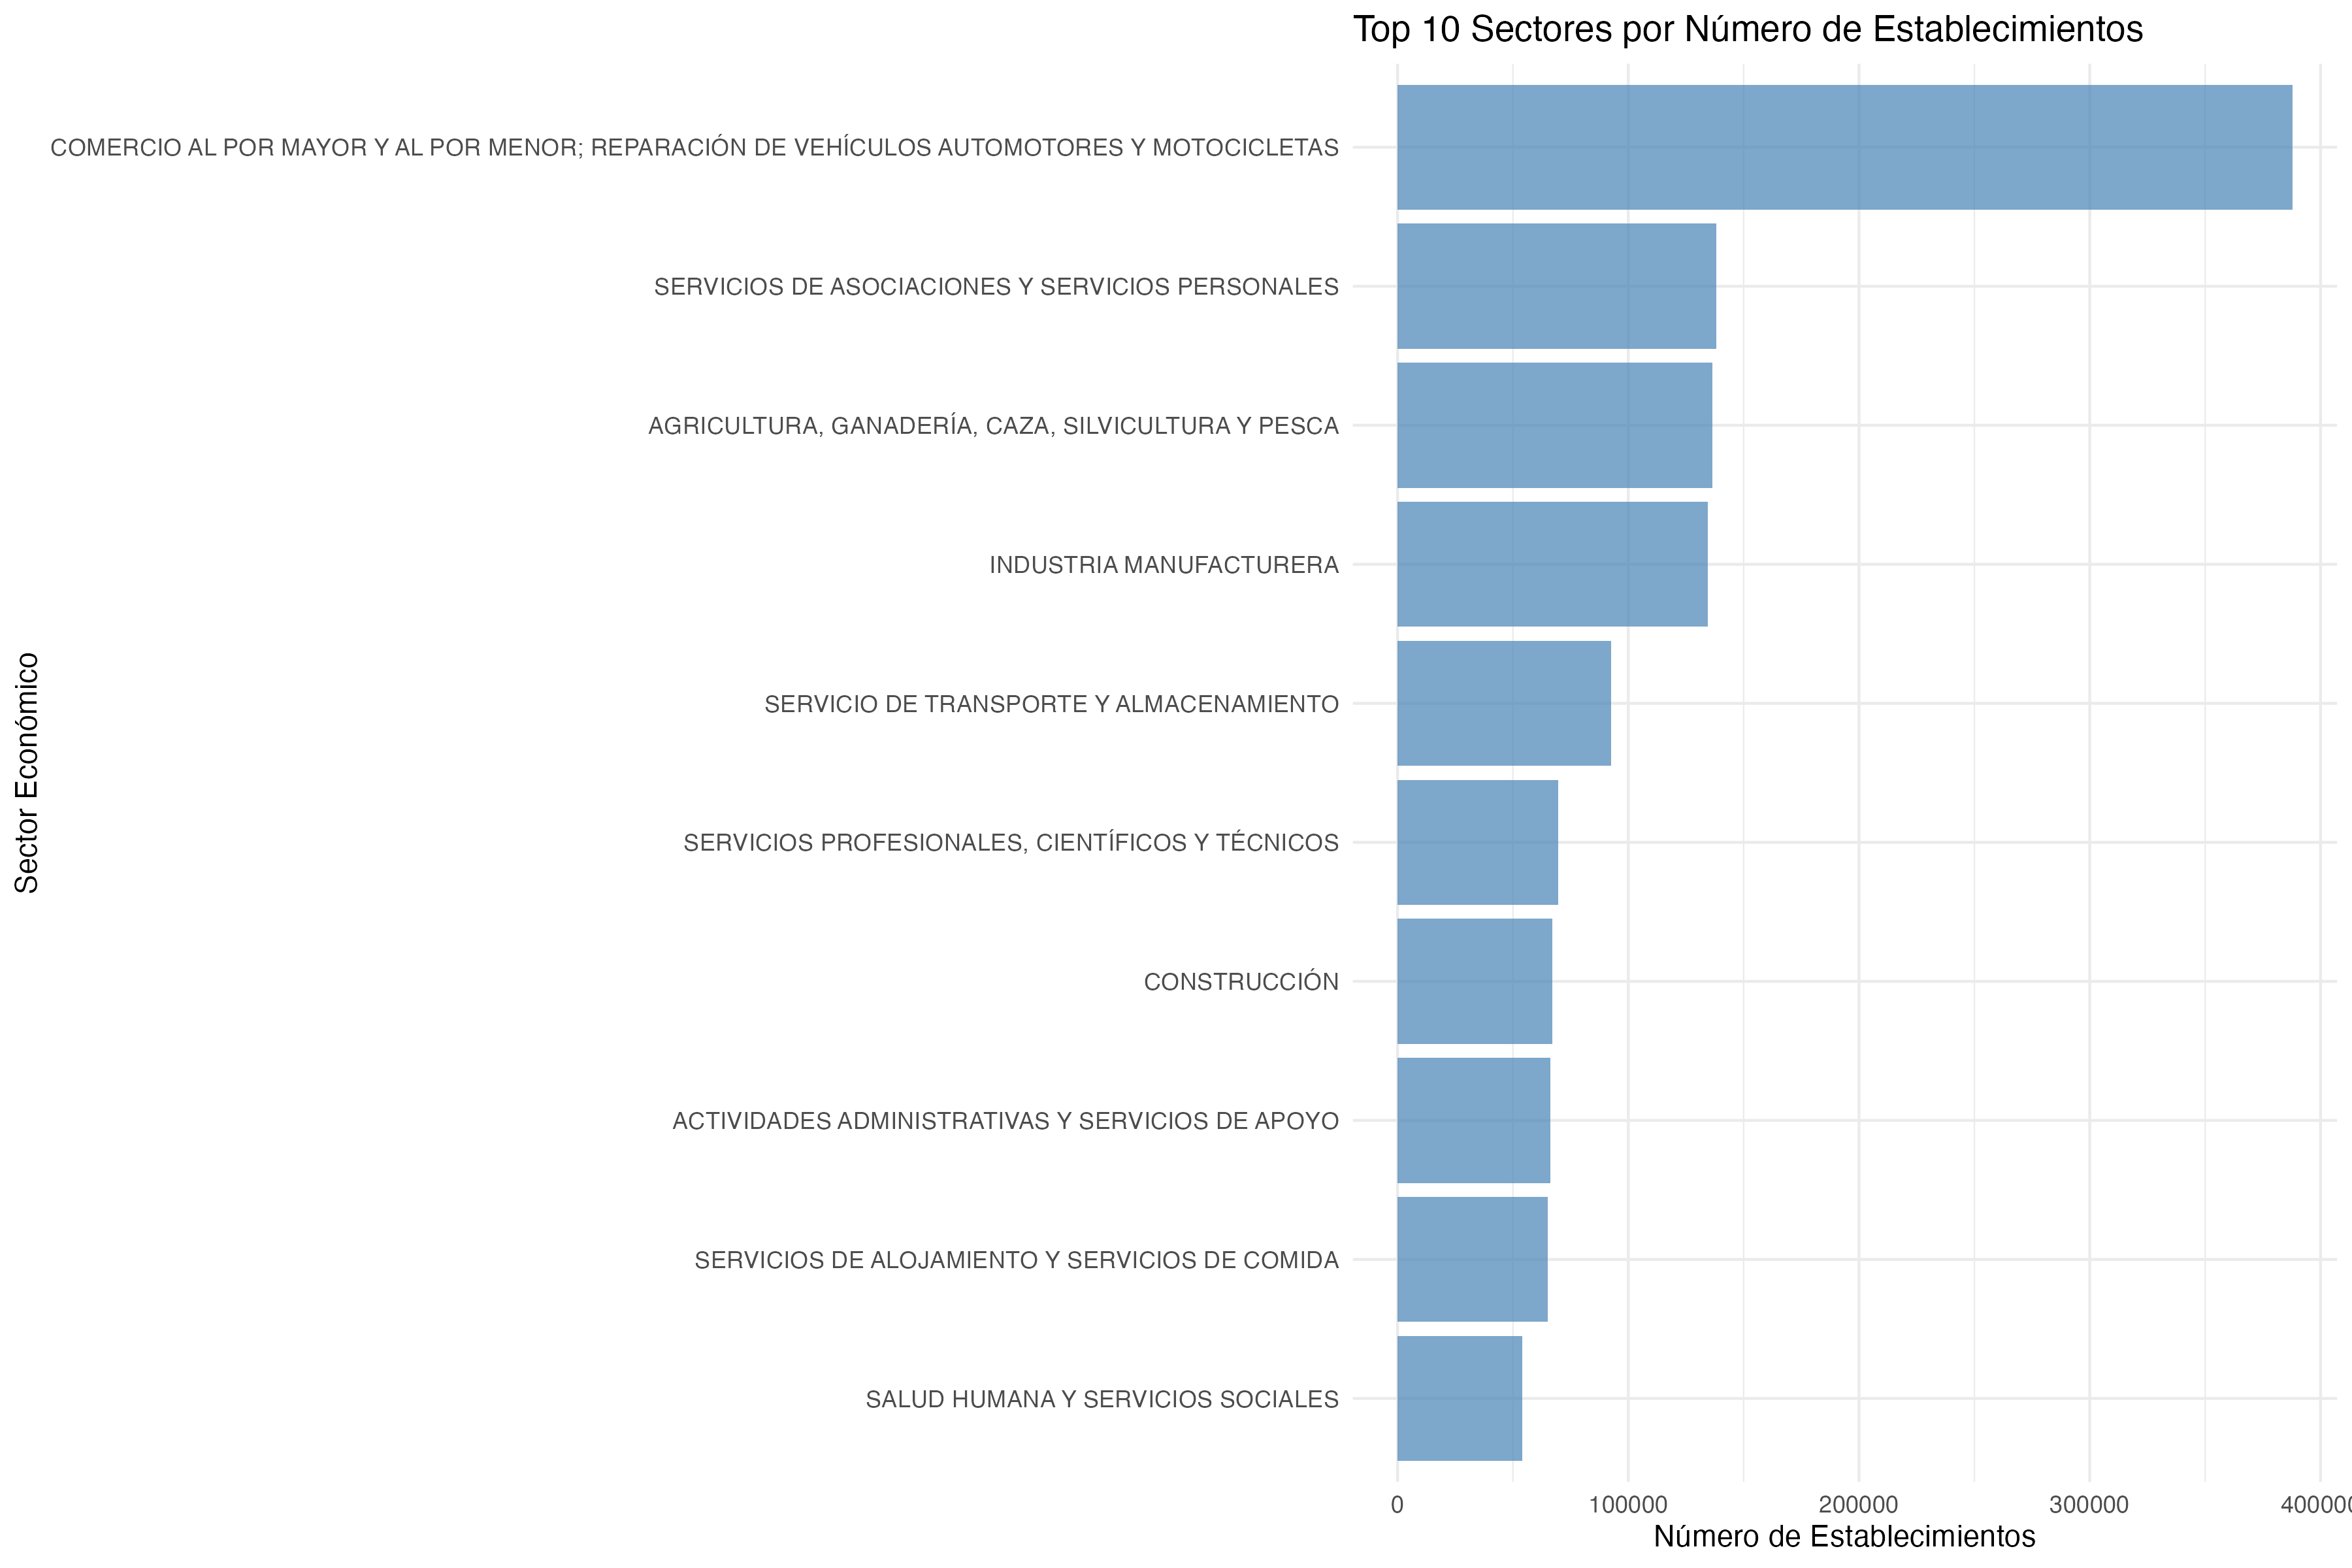 Top 10 Sectores por Número de Establecimientos
COMERCIO AL POR MAYOR Y AL POR MENOR; REPARACIÓN DE VEHÍCULOS AUTOMOTORES Y MOTOCICLETAS
SERVICIOS DE ASOCIACIONES Y SERVICIOS PERSONALES
AGRICULTURA, GANADERÍA, CAZA, SILVICULTURA Y PESCA
INDUSTRIA MANUFACTURERA
SERVICIO DE TRANSPORTE Y ALMACENAMIENTO
SERVICIOS PROFESIONALES, CIENTÍFICOS Y TÉCNICOS
CONSTRUCCIÓN
ACTIVIDADES ADMINISTRATIVAS Y SERVICIOS DE APOYO
SERVICIOS DE ALOJAMIENTO Y SERVICIOS DE COMIDA
SALUD HUMANA Y SERVICIOS SOCIALES
Sector Económico
0 100000 200000 300000 400000
Número de Establecimientos